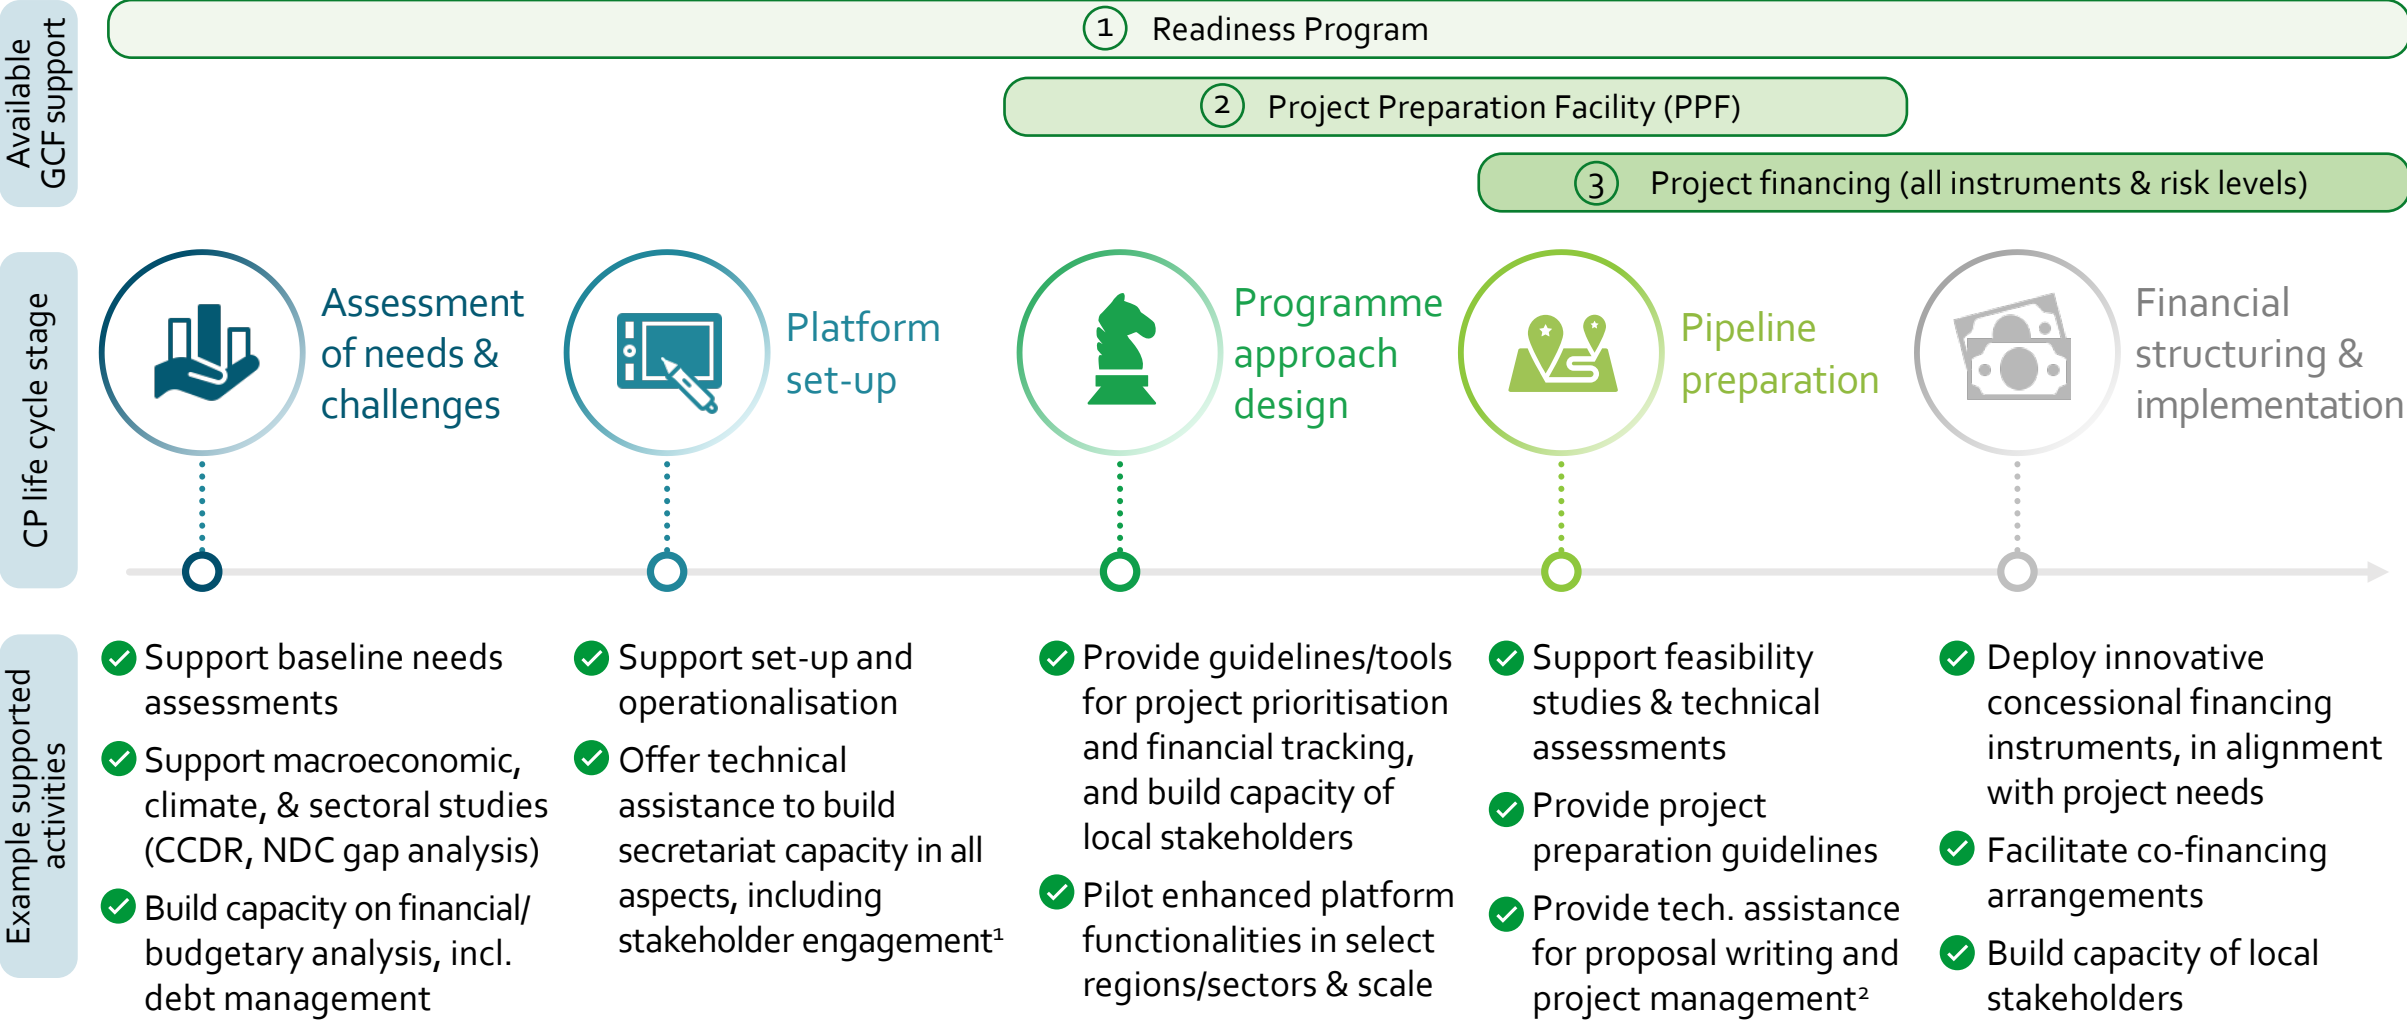 Available
GCF support
1 Readiness Program
2 Project Preparation Facility (PPF)
3 Project financing (all instruments & risk levels)
CP life cycle stage
Assessment
of needs &
challenges
Platform
set-up
Programme
approach
design
Pipeline
preparation
Financial
structuring &
implementation
Example supported
activities
Support baseline needs
assessments
Support macroeconomic,
climate, & sectoral studies
(CCDR, NDC gap analysis)
Build capacity on financial/
budgetary analysis, incl.
debt management
Support set-up and
operationalisation
Offer technical
assistance to build
secretariat capacity in all
aspects, including
stakeholder engagement¹
Provide guidelines/tools
for project prioritisation
and financial tracking,
and build capacity of
local stakeholders
Pilot enhanced platform
functionalities in select
regions/sectors & scale
Support feasibility
studies & technical
assessments
Provide project
preparation guidelines
Provide tech. assistance
for proposal writing and
project management²
Deploy innovative
concessional financing
instruments, in alignment
with project needs
Facilitate co-financing
arrangements
Build capacity of local
stakeholders